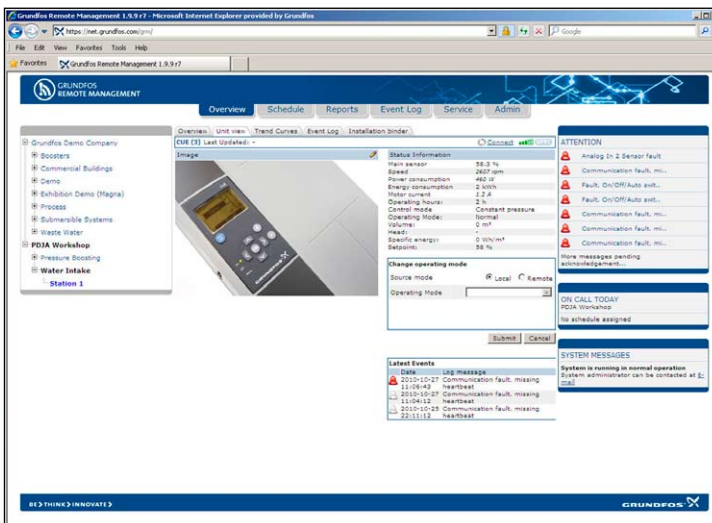 Grundfos Remote Management 1.9.9 r7 - Microsoft Internet Explorer provided by Grundfos
https://net.grundfos.com/grm/
Google
File Edit View Favorites Tools Help
Favorites Grundfos Remote Management 1.9.9 r7
GRUNDFOS
REMOTE MANAGEMENT
Overview Schedule Reports Event Log Service Admin
Overview Unit view Trend Curves Event Log Installation binder
CUE (3) Last Updated: - Connect
Grundfos Demo Company
Boosters
Commercial Buildings
Demo
Exhibition Demo (Magna)
Process
Submersible Systems
Waste Water
PDJA Workshop
Pressure Boosting
Water Intake
Station 1
Image
GRUNDFOS
Status Information
Main sensor 58.3 %
Speed 2607 rpm
Power consumption 460 W
Energy consumption 2 kWh
Motor current 1.2 A
Operating hours: 2 h
Control mode Constant pressure
Operating Mode: Normal
Volume: 0 m³
Head: -
Specific energy: 0 Wh/m³
Setpoint: 58 %
Change operating mode
Source mode Local Remote
Operating Mode
Submit Cancel
Latest Events
Date Log message
2010-10-27 Communication fault, missing
11:06:43 heartbeat
2010-10-27 Communication fault, missing
11:04:12 heartbeat
2010-10-25 Communication fault, missing
22:11:12 heartbeat
ATTENTION
Analog In 2 Sensor fault
Communication fault, mi..
Fault, On/Off/Auto swit..
Fault, On/Off/Auto swit..
Communication fault, mi..
Communication fault, mi..
Communication fault, mi..
More messages pending
acknowledgement...
ON CALL TODAY
PDJA Workshop
No schedule assigned
SYSTEM MESSAGES
System is running in normal operation
System administrator can be contacted at E-
mail
BE>THINK>INNOVATE>
GRUNDFOS